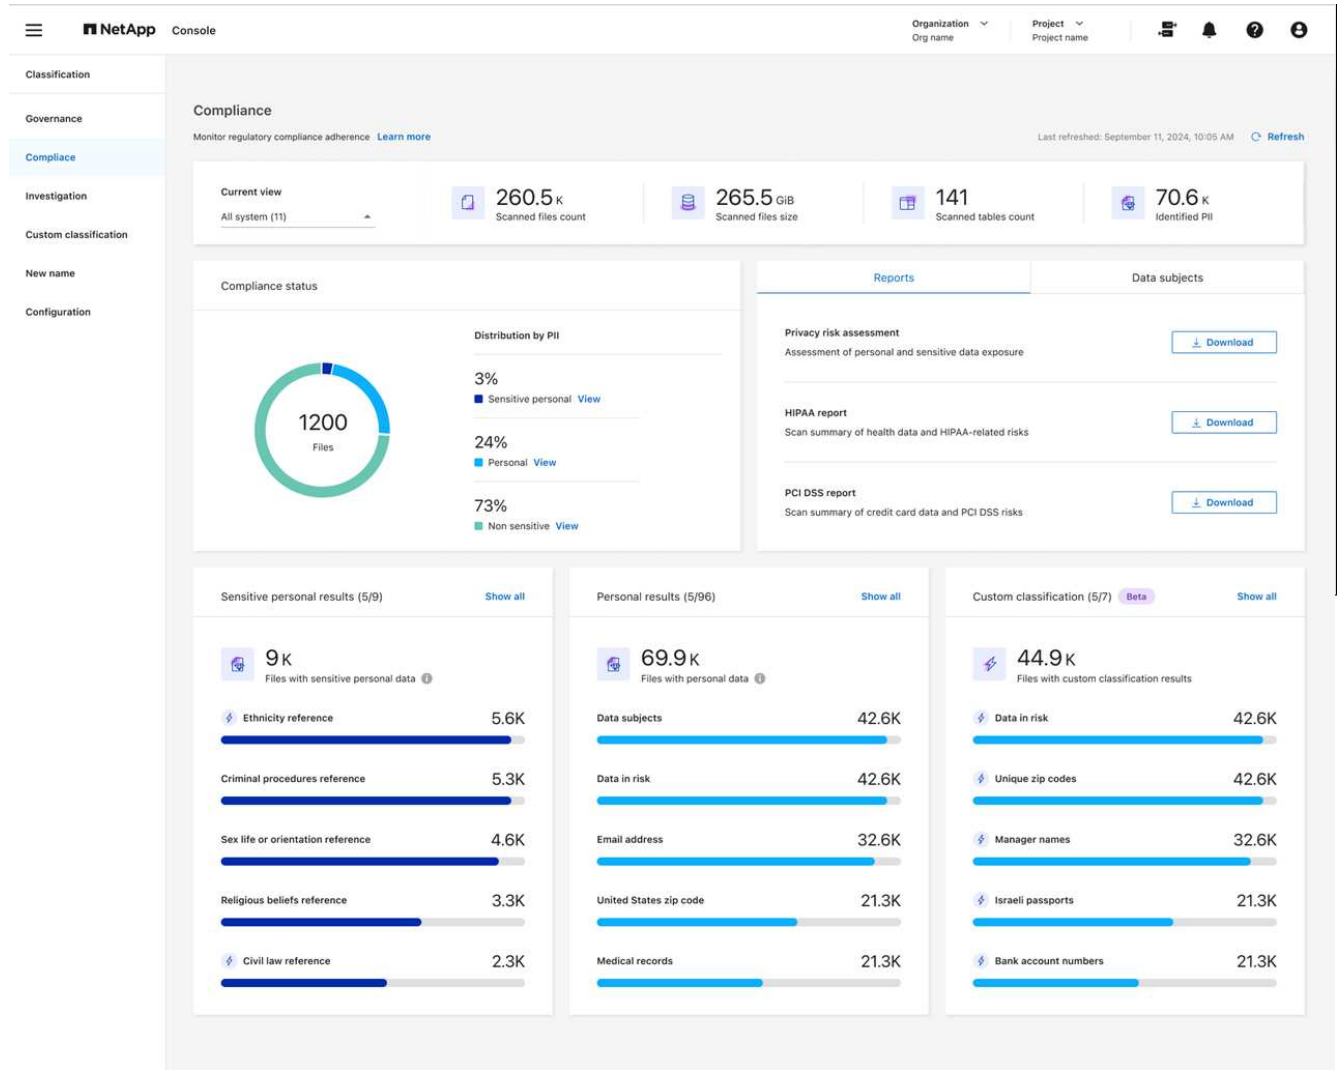 NetApp Console
Organization
Org name
Project
Project name
Classification
Governance
Compliace
Investigation
Custom classification
New name
Configuration
Compliance
Monitor regulatory compliance adherence Learn more
Last refreshed: September 11, 2024, 10:05 AM Refresh
Current view
All system (11)
260.5 K
Scanned files count
265.5 GiB
Scanned files size
141
Scanned tables count
70.6 K
Identified PII
Compliance status
1200
Files
Distribution by PII
3%
Sensitive personal View
24%
Personal View
73%
Non sensitive View
Reports
Data subjects
Privacy risk assessment
Assessment of personal and sensitive data exposure
Download
HIPAA report
Scan summary of health data and HIPAA-related risks
Download
PCI DSS report
Scan summary of credit card data and PCI DSS risks
Download
Sensitive personal results (5/9) Show all
9 K
Files with sensitive personal data
Ethnicity reference 5.6K
Criminal procedures reference 5.3K
Sex life or orientation reference 4.6K
Religious beliefs reference 3.3K
Civil law reference 2.3K
Personal results (5/96) Show all
69.9 K
Files with personal data
Data subjects 42.6K
Data in risk 42.6K
Email address 32.6K
United States zip code 21.3K
Medical records 21.3K
Custom classification (5/7) Beta Show all
44.9 K
Files with custom classification results
Data in risk 42.6K
Unique zip codes 42.6K
Manager names 32.6K
Israeli passports 21.3K
Bank account numbers 21.3K